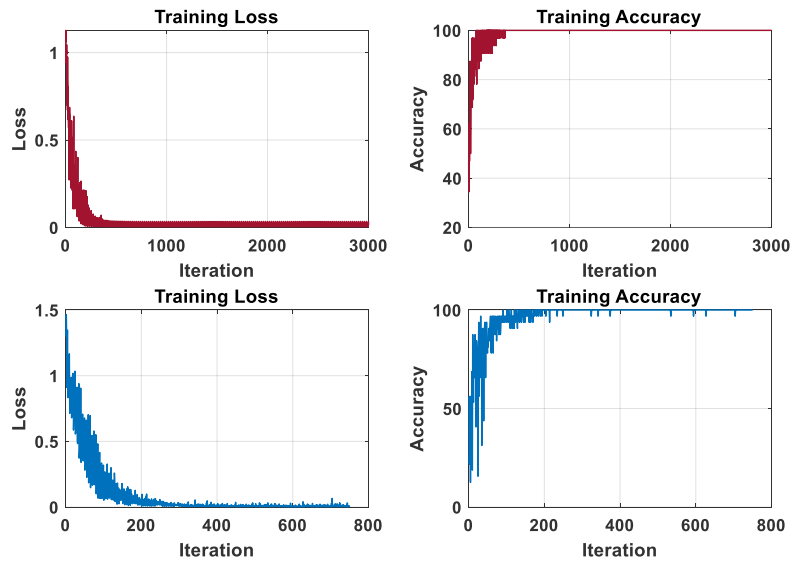 Training Loss
Loss
1
0.5
0
0 1000 2000 3000
Iteration
Training Accuracy
Accuracy
100
80
60
40
20
0 1000 2000 3000
Iteration
Training Loss
Loss
1.5
1
0.5
0
0 200 400 600 800
Iteration
Training Accuracy
Accuracy
100
50
0
0 200 400 600 800
Iteration